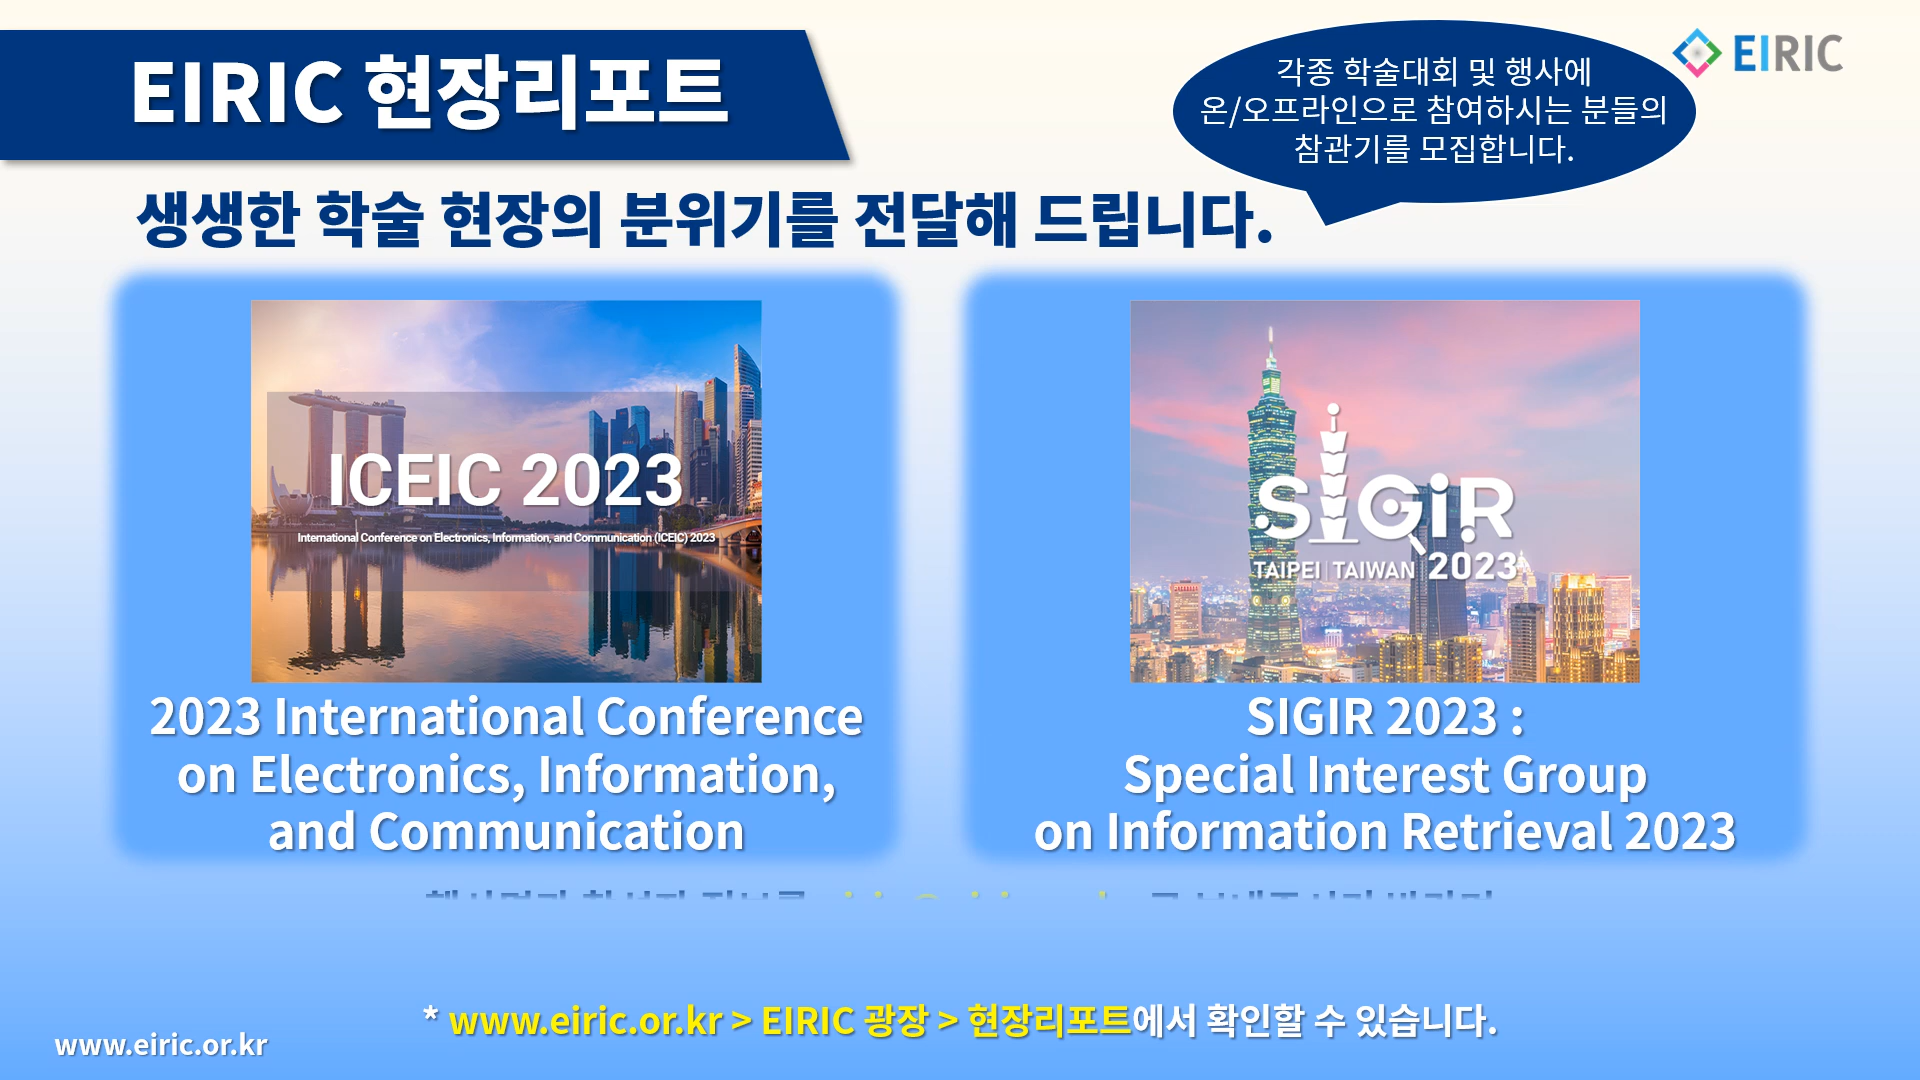 EIRIC 현장리포트
각종 학술대회 및 행사에
온/오프라인으로 참여하시는 분들의
참관기를 모집합니다.
EIRIC
생생한 학술 현장의 분위기를 전달해 드립니다.
ICEIC 2023
International Conference on Electronics, Information, and Communication (ICEIC) 2023
2023 International Conference
on Electronics, Information,
and Communication
SIGIR
TAIPEI | TAIWAN 2023
SIGIR 2023 :
Special Interest Group
on Information Retrieval 2023
* www.eiric.or.kr > EIRIC 광장 > 현장리포트에서 확인할 수 있습니다.
www.eiric.or.kr